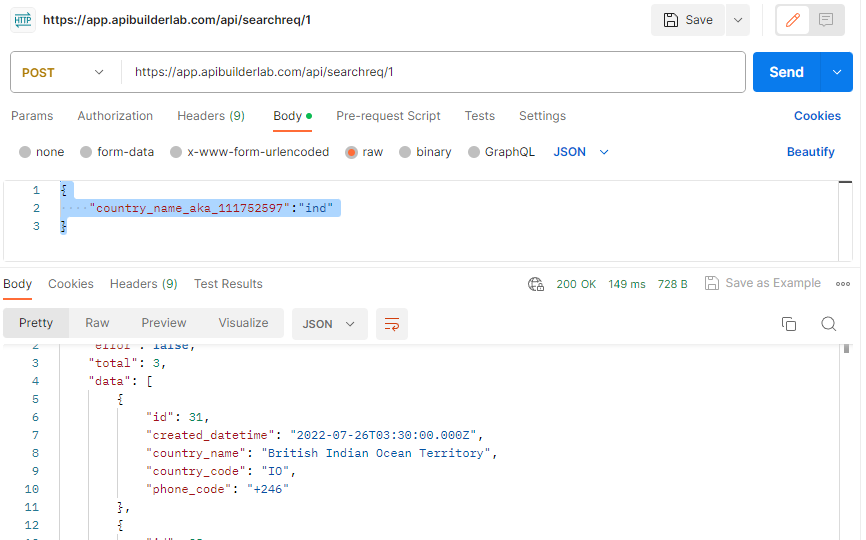 HTTP https://app.apibuilderlab.com/api/searchreq/1 Save
POST https://app.apibuilderlab.com/api/searchreq/1 Send
Params Authorization Headers (9) Body Pre-request Script Tests Settings Cookies
none form-data x-www-form-urlencoded raw binary GraphQL JSON Beautify
1 {
2 "country_name_aka_111752597":"ind"
3 }
Body Cookies Headers (9) Test Results 200 OK 149 ms 728 B Save as Example
Pretty Raw Preview Visualize JSON
2 "error": false,
3 "total": 3,
4 "data": [
5 {
6 "id": 31,
7 "created_datetime": "2022-07-26T03:30:00.000Z",
8 "country_name": "British Indian Ocean Territory",
9 "country_code": "IO",
10 "phone_code": "+246"
11 },
12 {